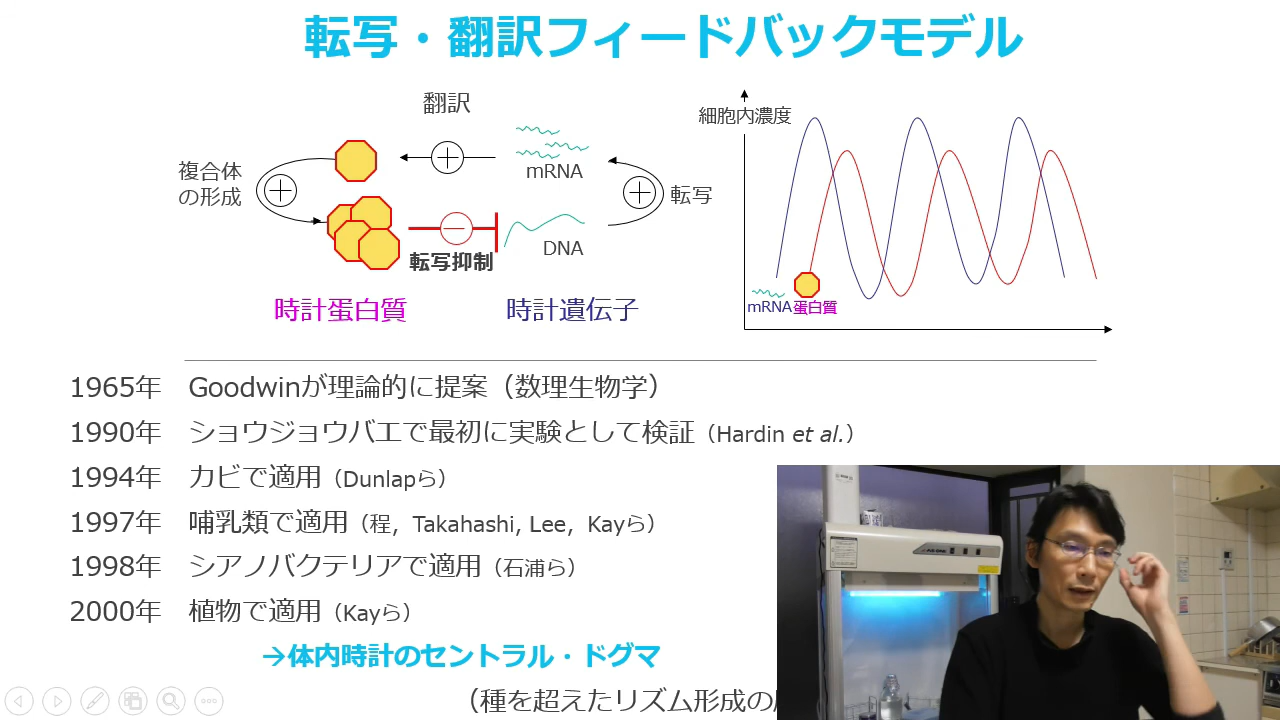 転写・翻訳フィードバックモデル
翻訳
複合体
の形成
mRNA
転写
DNA
転写抑制
時計蛋白質
時計遺伝子
細胞内濃度
mRNA 蛋白質
1965年 Goodwinが理論的に提案（数理生物学）
1990年 ショウジョウバエで最初に実験として検証（Hardin et al.）
1994年 カビで適用（Dunlapら）
1997年 哺乳類で適用（程，Takahashi, Lee，Kayら）
1998年 シアノバクテリアで適用（石浦ら）
2000年 植物で適用（Kayら）
→体内時計のセントラル・ドグマ
（種を超えたリズム形成の